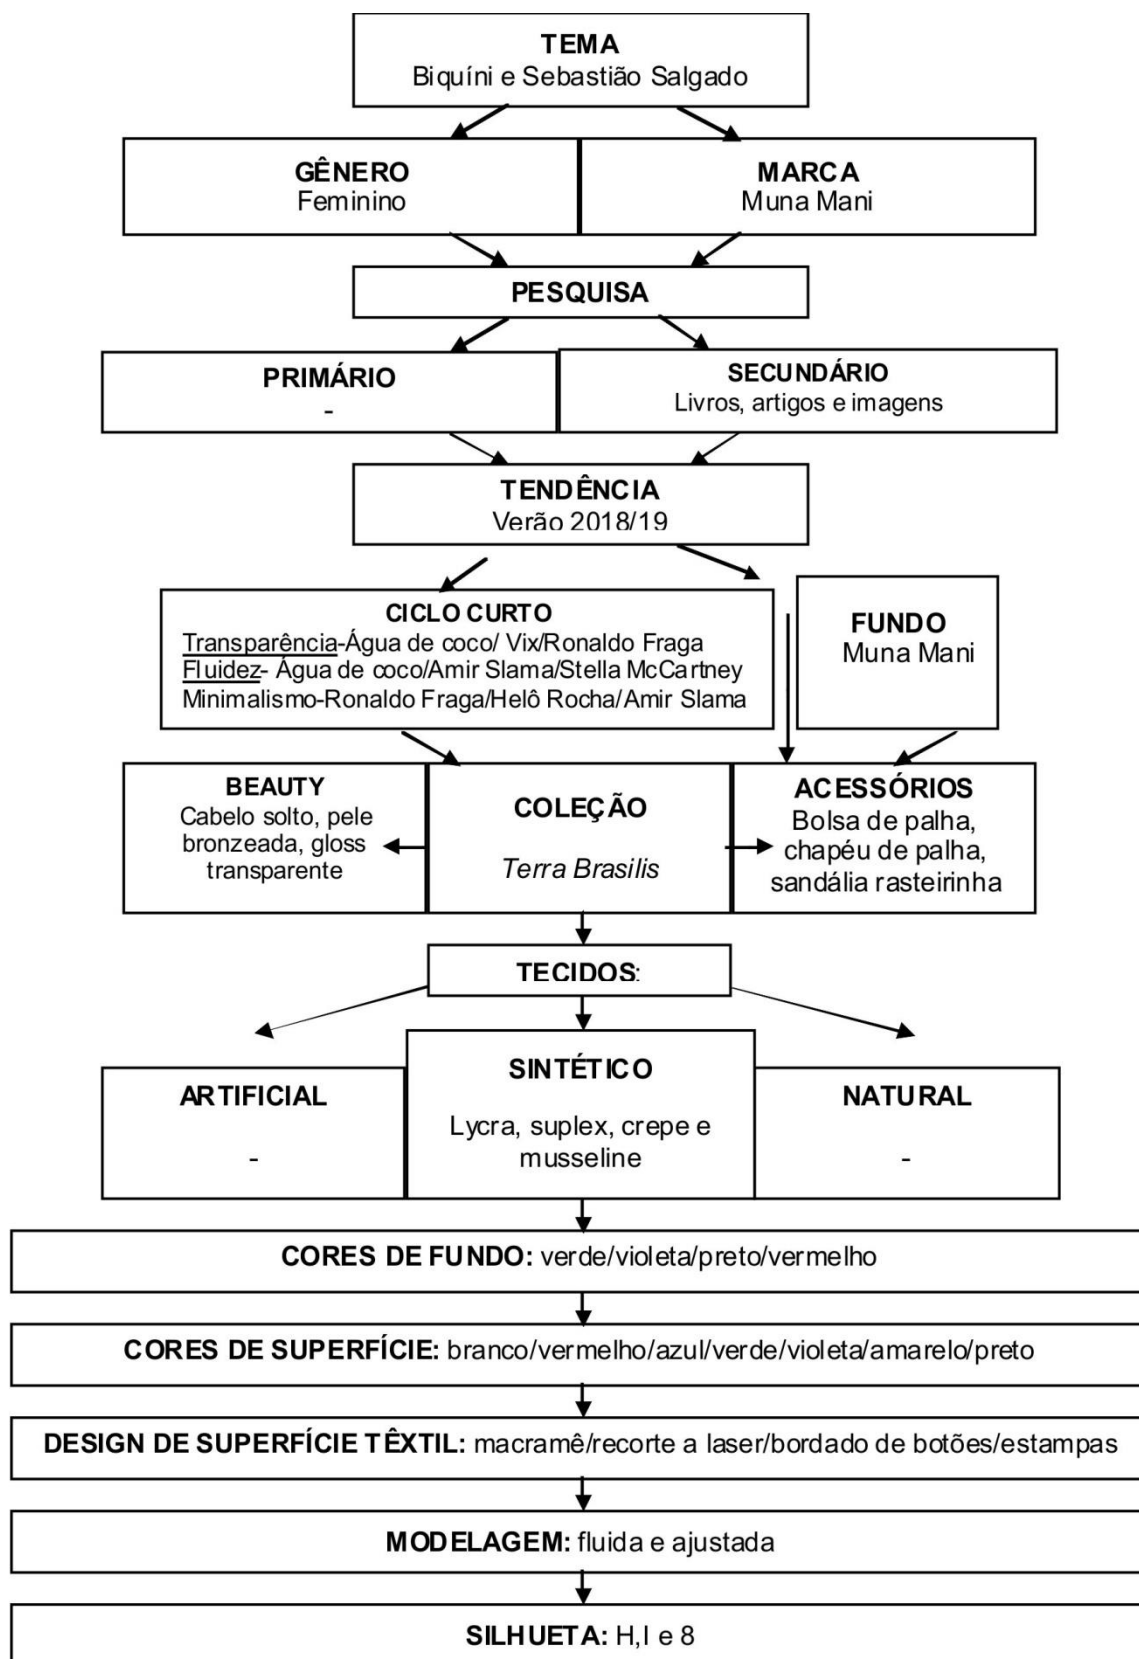 TEMA
Biquíni e Sebastião Salgado
GÊNERO
Feminino
MARCA
Muna Mani
PESQUISA
PRIMÁRIO
-
SECUNDÁRIO
Livros, artigos e imagens
TENDÊNCIA
Verão 2018/19
CICLO CURTO
Transparência-Água de coco/ Vix/Ronaldo Fraga
Fluidez- Água de coco/Amir Slama/Stella McCartney
Minimalismo-Ronaldo Fraga/Helô Rocha/Amir Slama
FUNDO
Muna Mani
BEAUTY
Cabelo solto, pele
bronzeada, gloss
transparente
COLEÇÃO
Terra Brasilis
ACESSÓRIOS
Bolsa de palha,
chapéu de palha,
sandália rasteirinha
TECIDOS:
ARTIFICIAL
-
SINTÉTICO
Lycra, suplex, crepe e
musseline
NATURAL
-
CORES DE FUNDO: verde/violeta/preto/vermelho
CORES DE SUPERFÍCIE: branco/vermelho/azul/verde/violeta/amarelo/preto
DESIGN DE SUPERFÍCIE TÊXTIL: macramê/recorte a laser/bordado de botões/estampas
MODELAGEM: fluida e ajustada
SILHUETA: H,I e 8